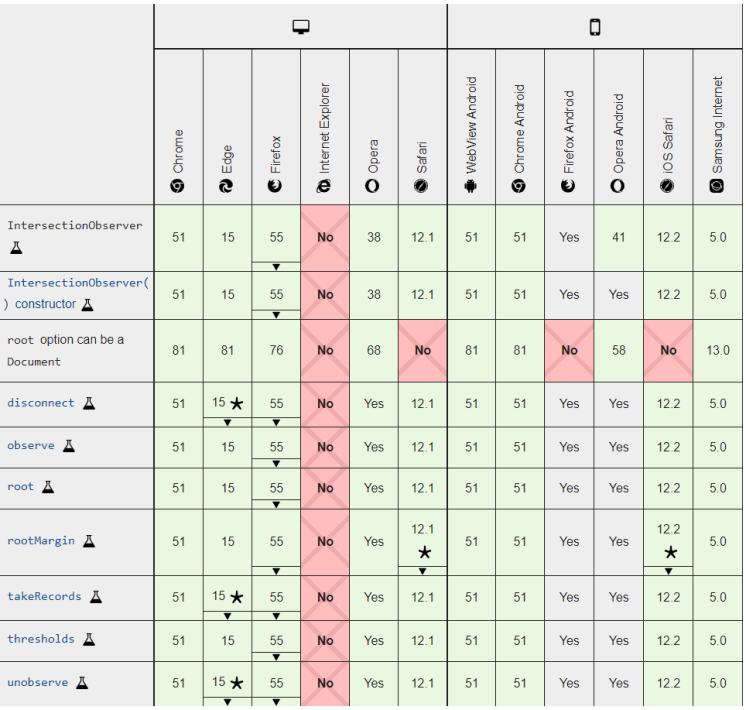 Chrome
Edge
Firefox
Internet Explorer
Opera
Safari
WebView Android
Chrome Android
Firefox Android
Opera Android
iOS Safari
Samsung Internet
IntersectionObserver
51 15 55 No 38 12.1 51 51 Yes 41 12.2 5.0
IntersectionObserver(
) constructor
51 15 55 No 38 12.1 51 51 Yes Yes 12.2 5.0
root option can be a
Document
81 81 76 No 68 No 81 81 No 58 No 13.0
disconnect 51 15 55 No Yes 12.1 51 51 Yes Yes 12.2 5.0
observe 51 15 55 No Yes 12.1 51 51 Yes Yes 12.2 5.0
root 51 15 55 No Yes 12.1 51 51 Yes Yes 12.2 5.0
rootMargin 51 15 55 No Yes 12.1 51 51 Yes Yes 12.2 5.0
takeRecords 51 15 55 No Yes 12.1 51 51 Yes Yes 12.2 5.0
thresholds 51 15 55 No Yes 12.1 51 51 Yes Yes 12.2 5.0
unobserve 51 15 55 No Yes 12.1 51 51 Yes Yes 12.2 5.0